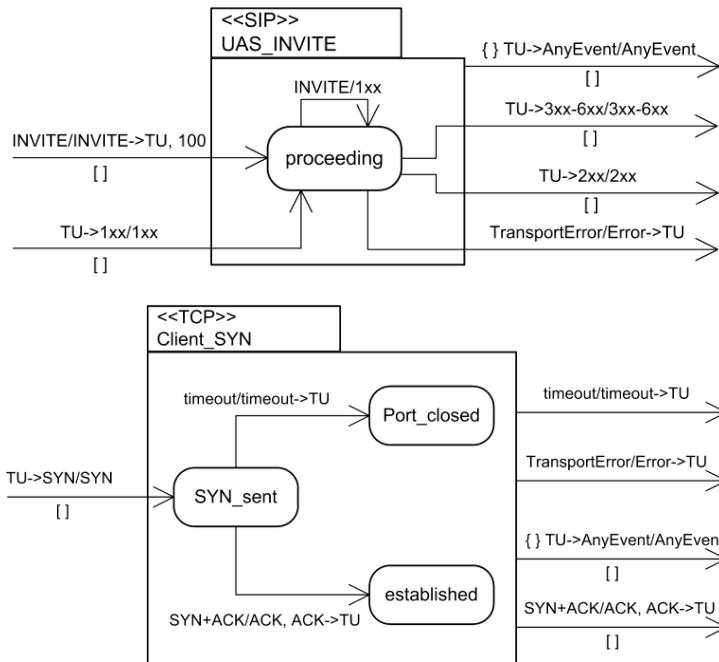 <<SIP>>
UAS_INVITE
{ } TU->AnyEvent/AnyEvent
[ ]
INVITE/1xx
TU->3xx-6xx/3xx-6xx
[ ]
INVITE/INVITE->TU, 100
[ ]
proceeding
TU->2xx/2xx
[ ]
TU->1xx/1xx
[ ]
TransportError/Error->TU
<<TCP>>
Client_SYN
timeout/timeout->TU
Port_closed
timeout/timeout->TU
TU->SYN/SYN
[ ]
SYN_sent
TransportError/Error->TU
{ } TU->AnyEvent/AnyEven
[ ]
established
SYN+ACK/ACK, ACK->TU
SYN+ACK/ACK, ACK->TU
[ ]